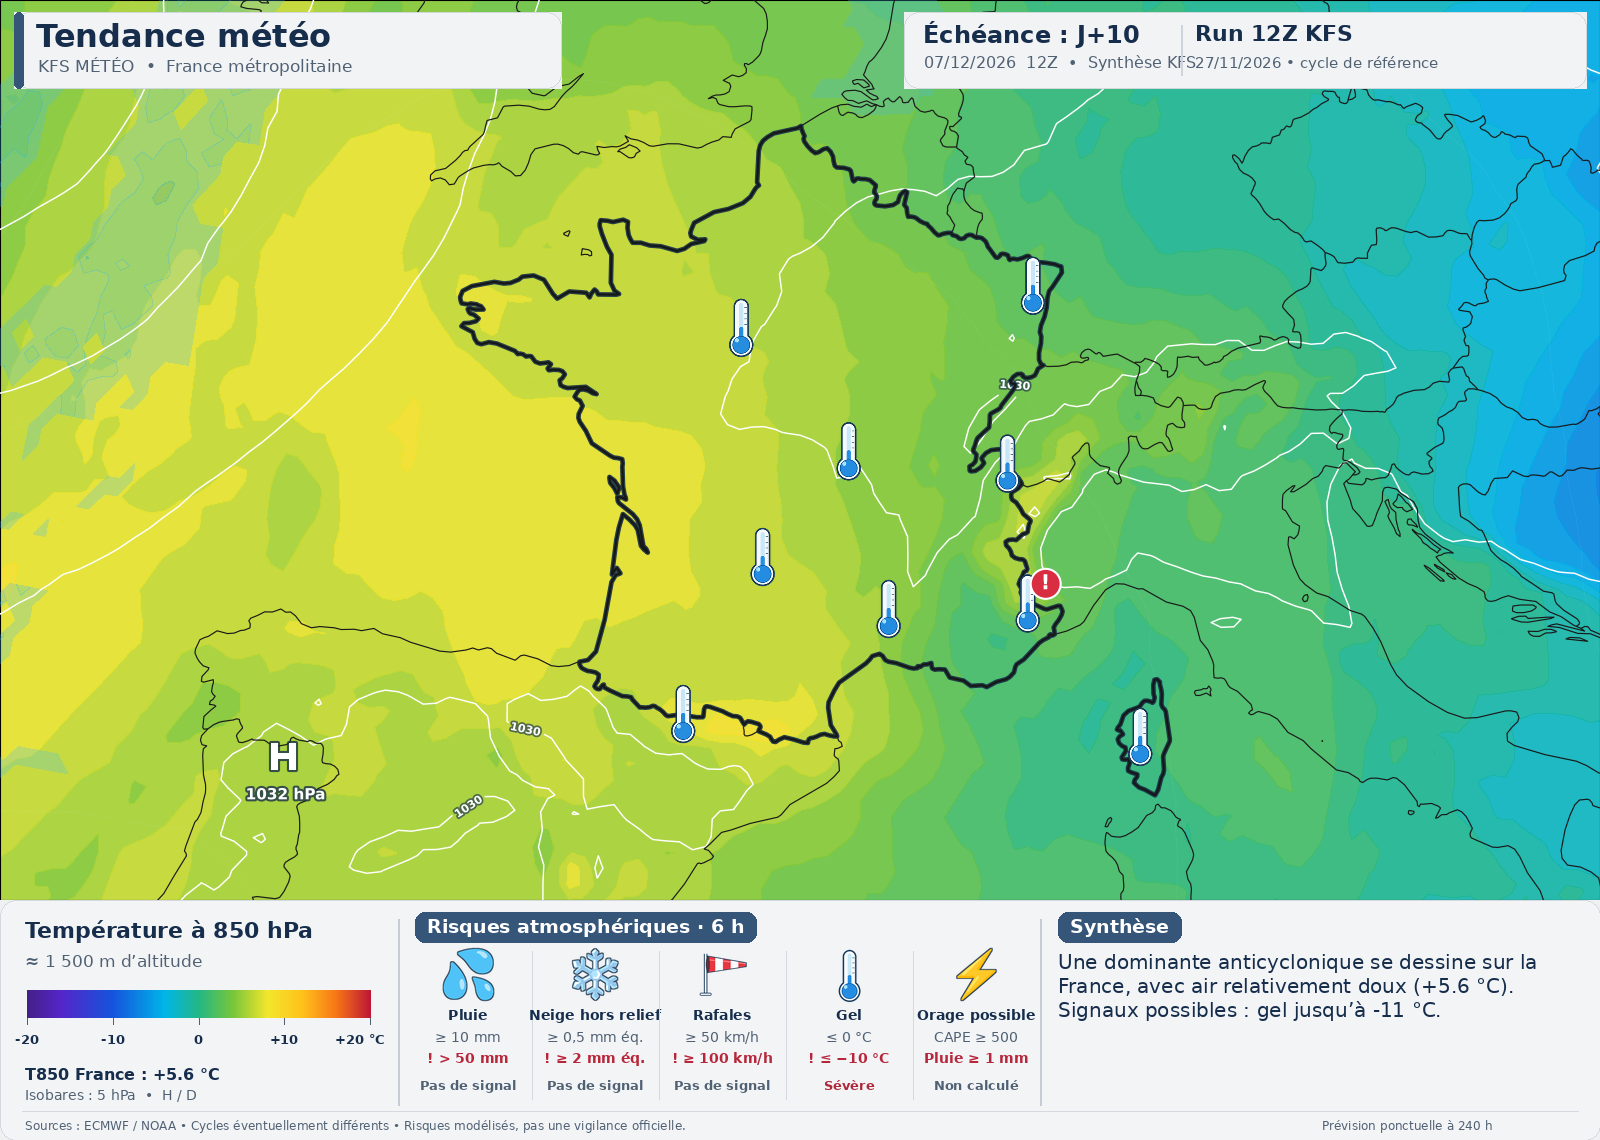 Tendance météo
KFS MÉTÉO • France métropolitaine
Échéance : J+10
07/12/2026 12Z • Synthèse KFS
Run 12Z KFS
27/11/2026 • cycle de référence
1030
!
1030
H
1032 hPa
1030
Température à 850 hPa
≈ 1 500 m d’altitude
-20 -10 0 +10 +20 °C
T850 France : +5.6 °C
Isobares : 5 hPa • H / D
Risques atmosphériques · 6 h
Pluie
≥ 10 mm
! > 50 mm
Pas de signal
Neige hors relief
≥ 0,5 mm éq.
! ≥ 2 mm éq.
Pas de signal
Rafales
≥ 50 km/h
! ≥ 100 km/h
Pas de signal
Gel
≤ 0 °C
! ≤ −10 °C
Sévère
Orage possible
CAPE ≥ 500
Pluie ≥ 1 mm
Non calculé
Synthèse
Une dominante anticyclonique se dessine sur la
France, avec air relativement doux (+5.6 °C).
Signaux possibles : gel jusqu’à -11 °C.
Sources : ECMWF / NOAA • Cycles éventuellement différents • Risques modélisés, pas une vigilance officielle.
Prévision ponctuelle à 240 h